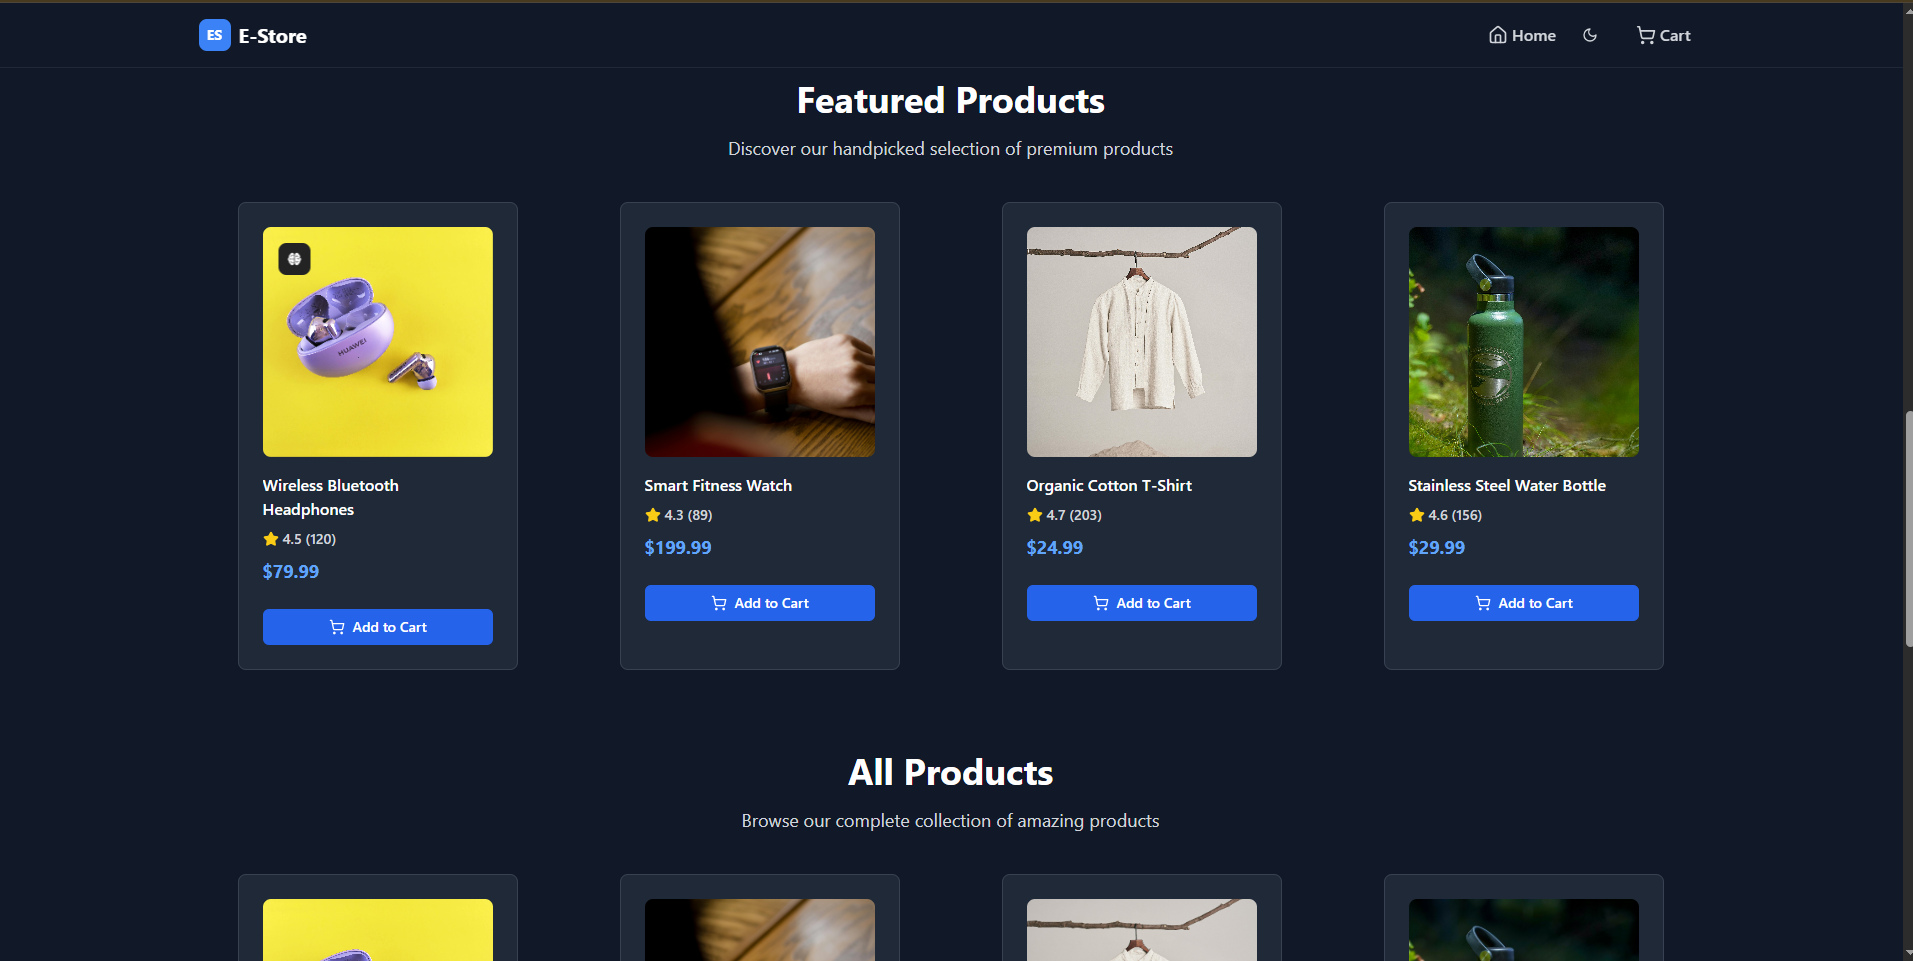 ES E-Store
Home
Cart
Featured Products
Discover our handpicked selection of premium products
HUAWEI
Wireless Bluetooth
Headphones
4.5 (120)
$79.99
Add to Cart
Smart Fitness Watch
4.3 (89)
$199.99
Add to Cart
Organic Cotton T-Shirt
4.7 (203)
$24.99
Add to Cart
Stainless Steel Water Bottle
4.6 (156)
$29.99
Add to Cart
All Products
Browse our complete collection of amazing products